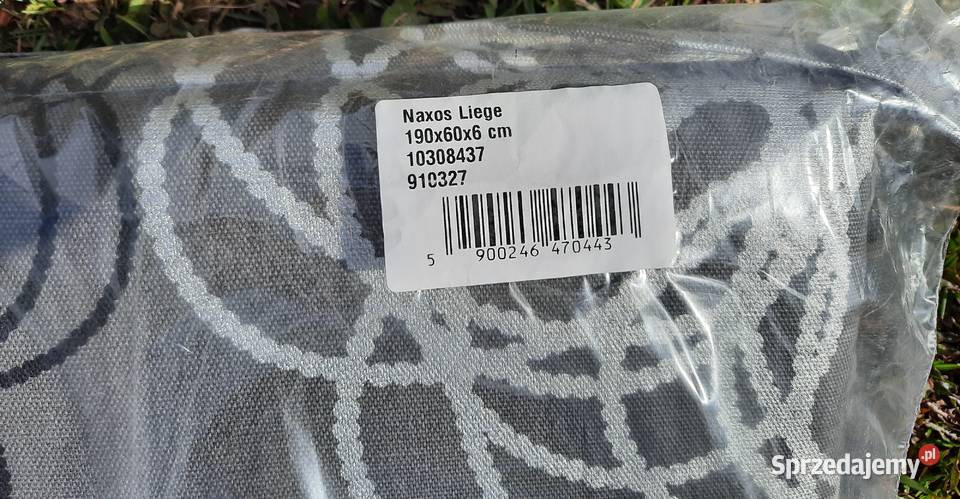 Naxos Liege
190x60x6 cm
10308437
910327
5 900246 470443
Sprzedajemy.pl